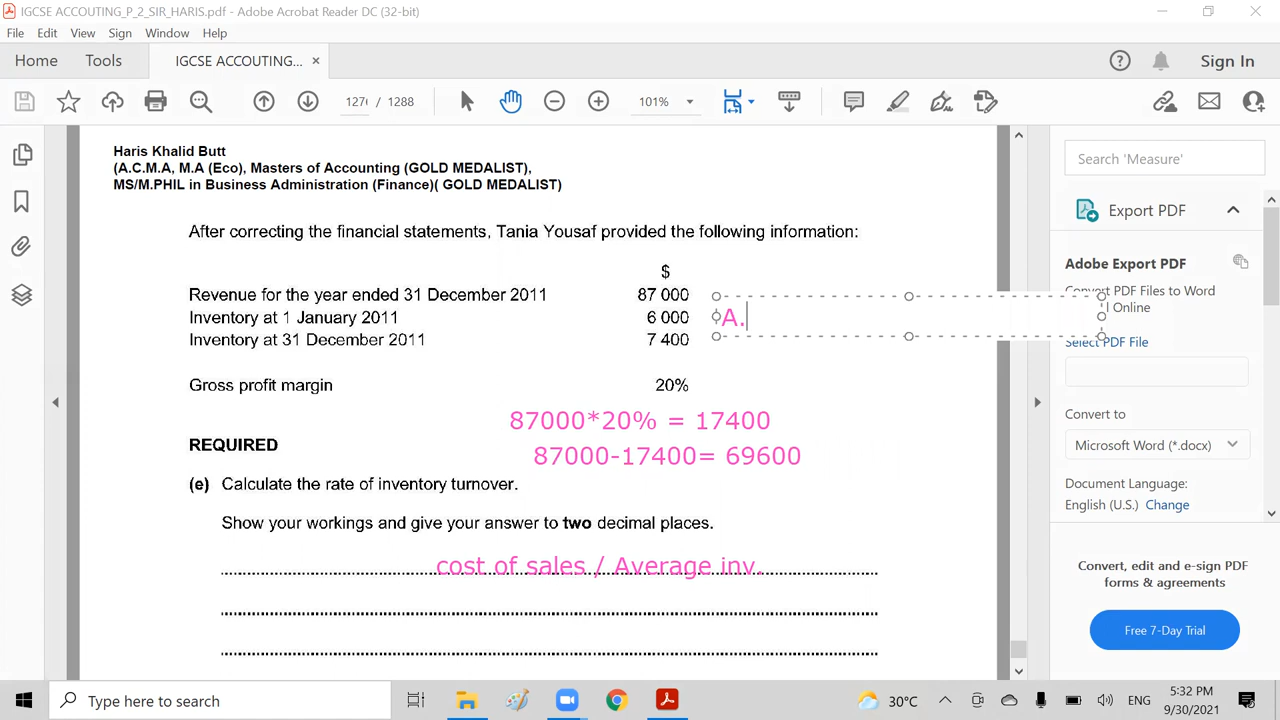 IGCSE ACCOUTING_P_2_SIR_HARIS.pdf - Adobe Acrobat Reader DC (32-bit)
File Edit View Sign Window Help
Home Tools IGCSE ACCOUTING... × Sign In
1276 / 1288 101%
Haris Khalid Butt
(A.C.M.A, M.A (Eco), Masters of Accounting (GOLD MEDALIST),
MS/M.PHIL in Business Administration (Finance)( GOLD MEDALIST)
After correcting the financial statements, Tania Yousaf provided the following information:
$
Revenue for the year ended 31 December 2011 87 000
Inventory at 1 January 2011 6 000
A.
Inventory at 31 December 2011 7 400
Gross profit margin 20%
87000*20% = 17400
87000-17400= 69600
REQUIRED
(e) Calculate the rate of inventory turnover.
Show your workings and give your answer to two decimal places.
cost of sales / Average inv.
Search 'Measure'
Export PDF
Adobe Export PDF
Convert PDF Files to Word
l Online
Select PDF File
Convert to
Microsoft Word (*.docx)
Document Language:
English (U.S.) Change
Convert, edit and e-sign PDF
forms & agreements
Free 7-Day Trial
Type here to search
30°C
ENG
5:32 PM
9/30/2021